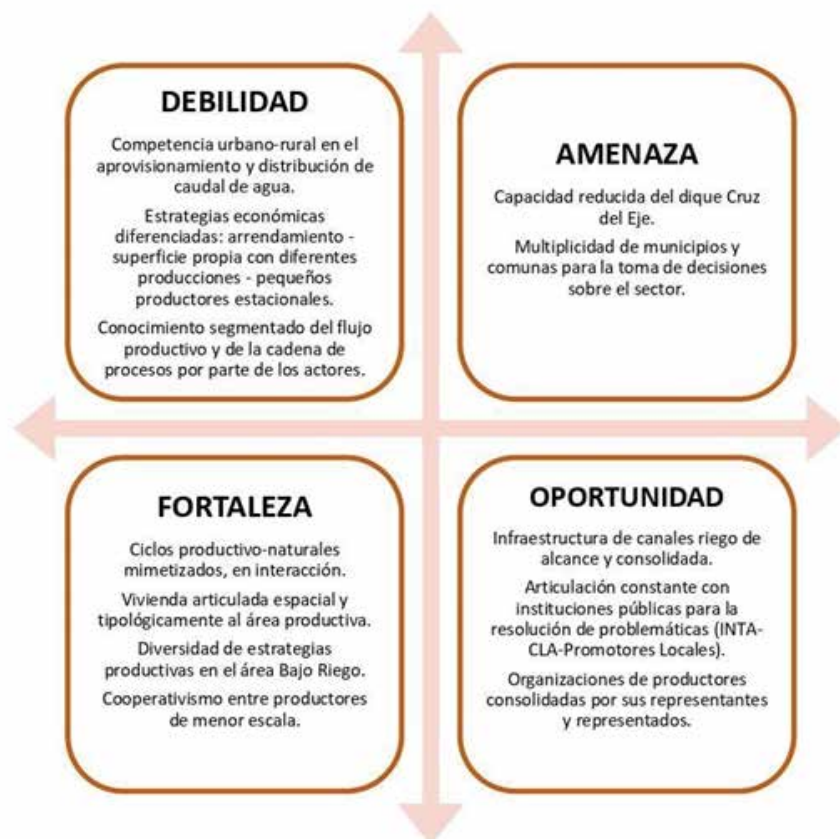 DEBILIDAD
Competencia urbano-rural en el
aprovisionamiento y distribución de
caudal de agua.
Estrategias económicas
diferenciadas: arrendamiento -
superficie propia con diferentes
producciones - pequeños
productores estacionales.
Conocimiento segmentado del flujo
productivo y de la cadena de
procesos por parte de los actores.
AMENAZA
Capacidad reducida del dique Cruz
del Eje.
Multiplicidad de municipios y
comunas para la toma de decisiones
sobre el sector.
FORTALEZA
Ciclos productivo-naturales
mimetizados, en interacción.
Vivienda articulada espacial y
tipológicamente al área productiva.
Diversidad de estrategias
productivas en el área Bajo Riego.
Cooperativismo entre productores
de menor escala.
OPORTUNIDAD
Infraestructura de canales riego de
alcance y consolidada.
Articulación constante con
instituciones públicas para la
resolución de problemáticas (INTA-
CLA-Promotores Locales).
Organizaciones de productores
consolidadas por sus representantes
y representados.